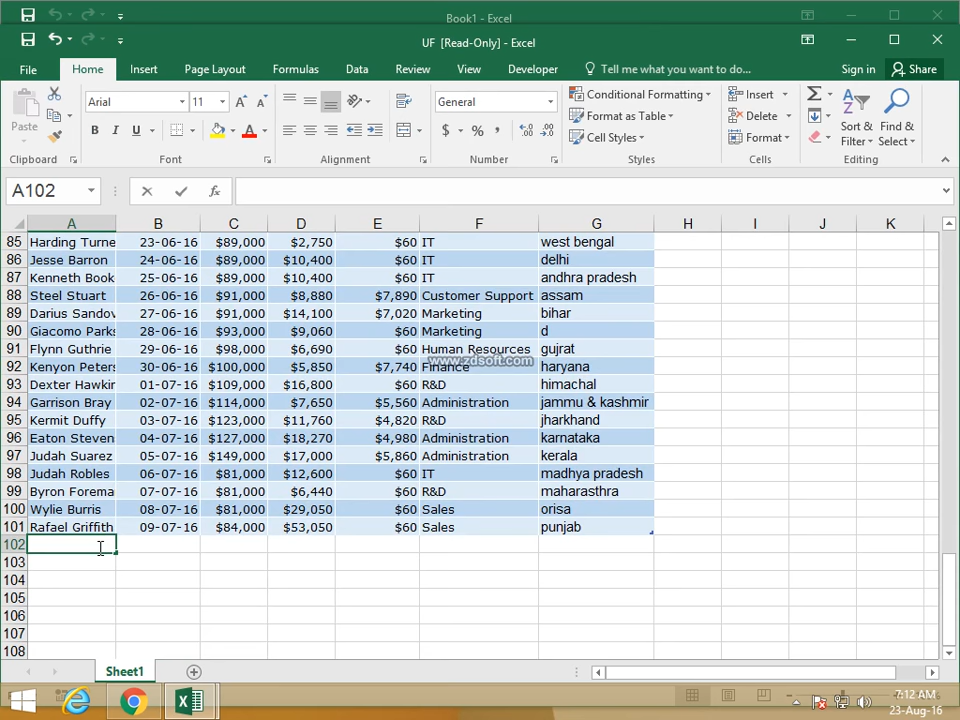 Book1 - Excel
UF [Read-Only] - Excel
File Home Insert Page Layout Formulas Data Review View Developer Tell me what you want to do... Sign in Share
Paste
Arial 11
B I U
General
$ % ,
Conditional Formatting
Format as Table
Cell Styles
Insert
Delete
Format
Sort &
Filter
Find &
Select
Clipboard Font Alignment Number Styles Cells Editing
A102 fx
A B C D E F G H I J K
85 Harding Turne 23-06-16 $89,000 $2,750 $60 IT west bengal
86 Jesse Barron 24-06-16 $89,000 $10,400 $60 IT delhi
87 Kenneth Book 25-06-16 $89,000 $10,400 $60 IT andhra pradesh
88 Steel Stuart 26-06-16 $91,000 $8,880 $7,890 Customer Support assam
89 Darius Sandov 27-06-16 $91,000 $14,100 $7,020 Marketing bihar
90 Giacomo Parks 28-06-16 $93,000 $9,060 $60 Marketing d
91 Flynn Guthrie 29-06-16 $98,000 $6,690 $60 Human Resources gujrat
www.zdsoft.com
92 Kenyon Peters 30-06-16 $100,000 $5,850 $7,740 Finance haryana
93 Dexter Hawkin 01-07-16 $109,000 $16,800 $60 R&D himachal
94 Garrison Bray 02-07-16 $114,000 $7,650 $5,560 Administration jammu & kashmir
95 Kermit Duffy 03-07-16 $123,000 $11,760 $4,820 R&D jharkhand
96 Eaton Steven 04-07-16 $127,000 $18,270 $4,980 Administration karnataka
97 Judah Suarez 05-07-16 $149,000 $17,000 $5,860 Administration kerala
98 Judah Robles 06-07-16 $81,000 $12,600 $60 IT madhya pradesh
99 Byron Forema 07-07-16 $81,000 $6,440 $60 R&D maharasthra
100 Wylie Burris 08-07-16 $81,000 $29,050 $60 Sales orisa
101 Rafael Griffith 09-07-16 $84,000 $53,050 $60 Sales punjab
102
103
104
105
106
107
108
Sheet1
7:12 AM
23-Aug-16